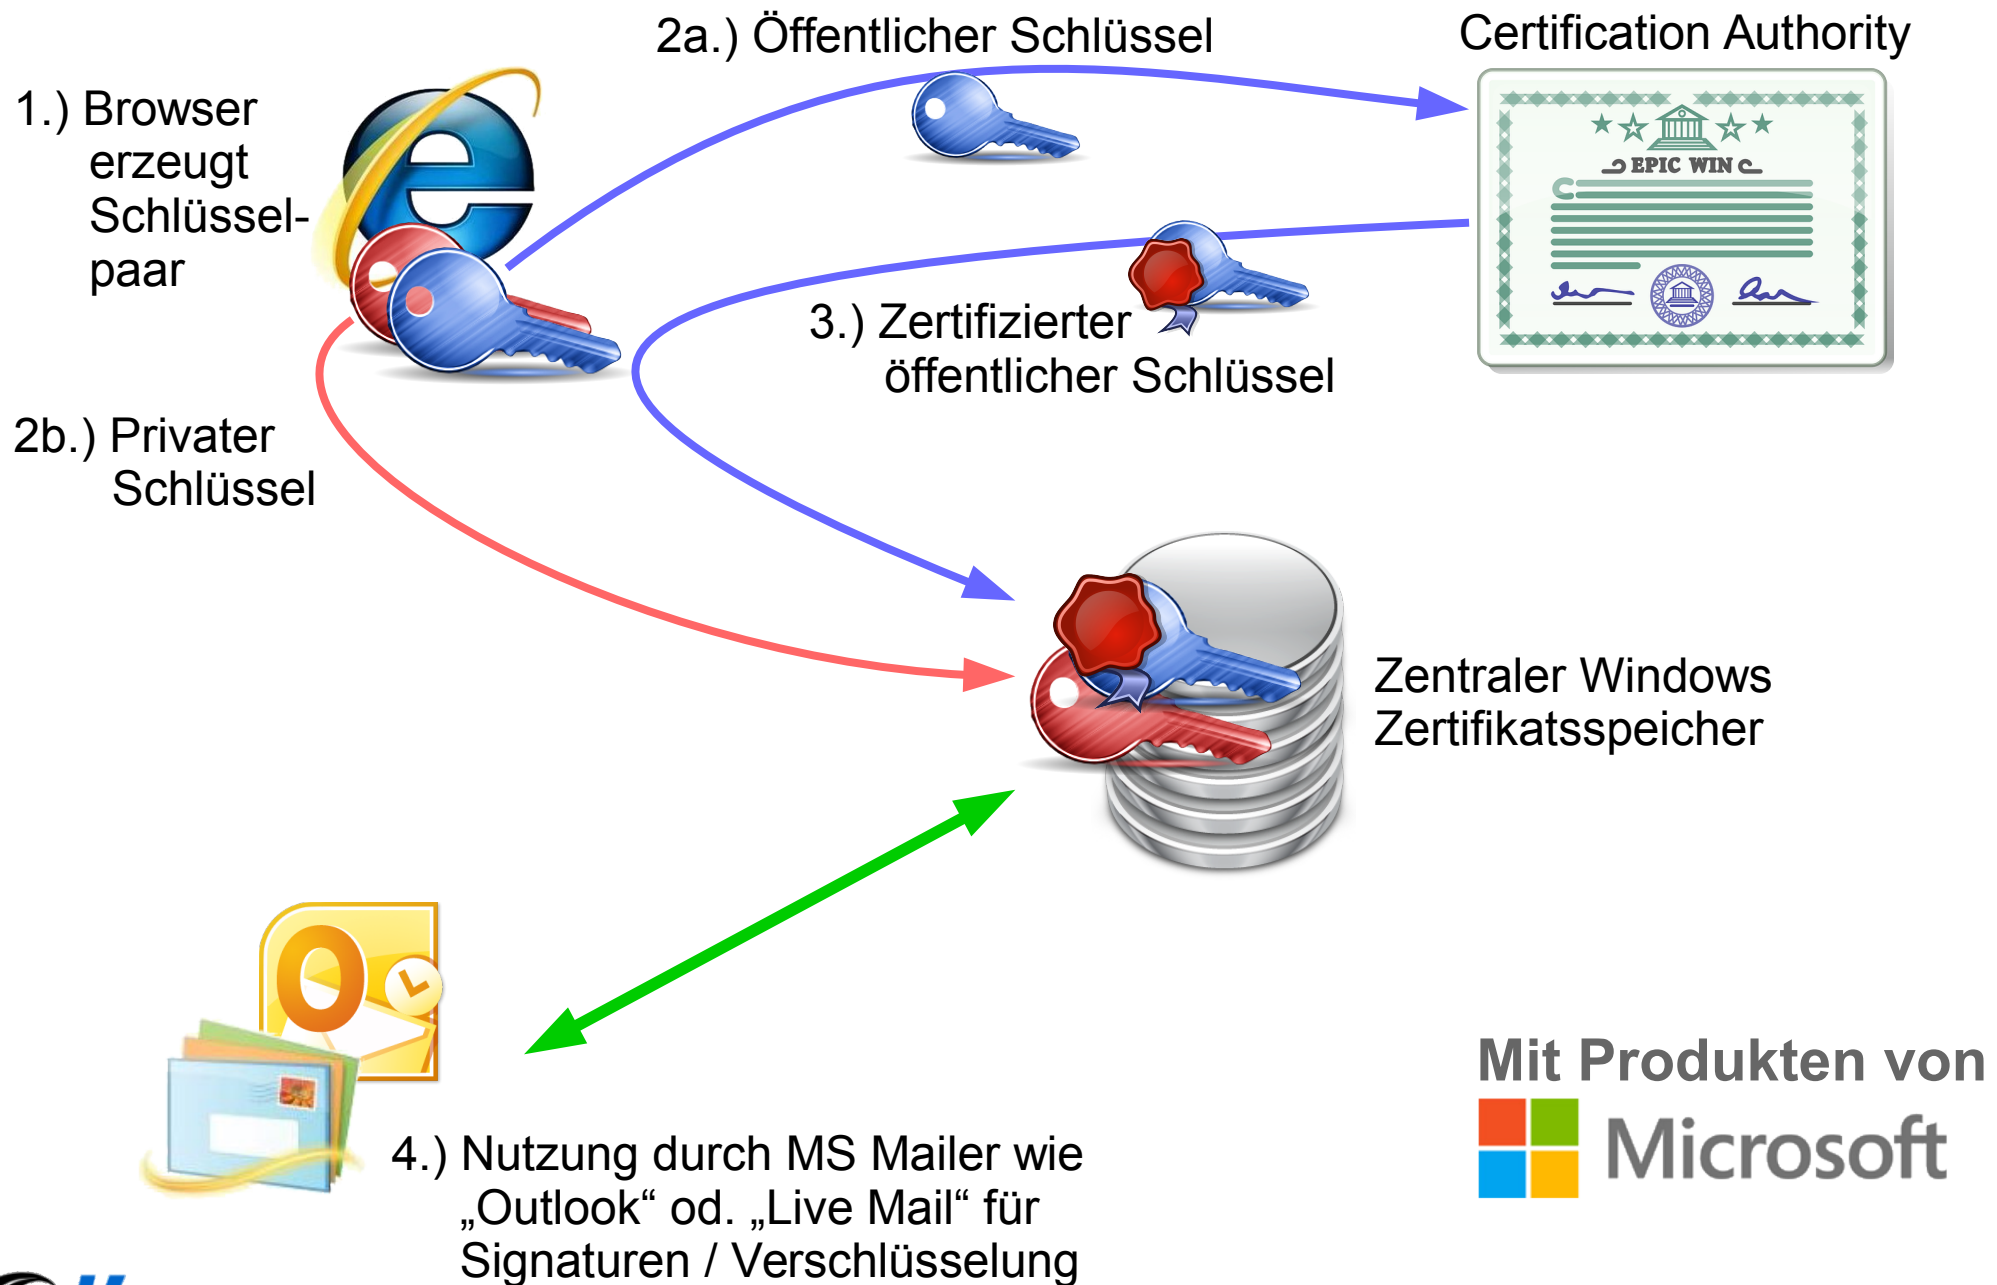 2a.) Öffentlicher Schlüssel
Certification Authority
1.) Browser
erzeugt
Schlüssel-
paar
EPIC WIN
3.) Zertifizierter
öffentlicher Schlüssel
2b.) Privater
Schlüssel
Zentraler Windows
Zertifikatsspeicher
Mit Produkten von
Microsoft
4.) Nutzung durch MS Mailer wie
„Outlook“ od. „Live Mail“ für
Signaturen / Verschlüsselung